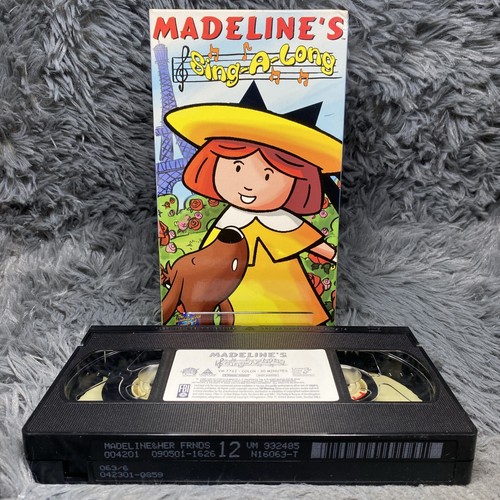 MADELINE'S
Sing-A-Long
MADELINE'S
MADELINE&HER FRNDS 12 VM 332485
004201 090501-1626 N16063-T
063/6
042301-0859